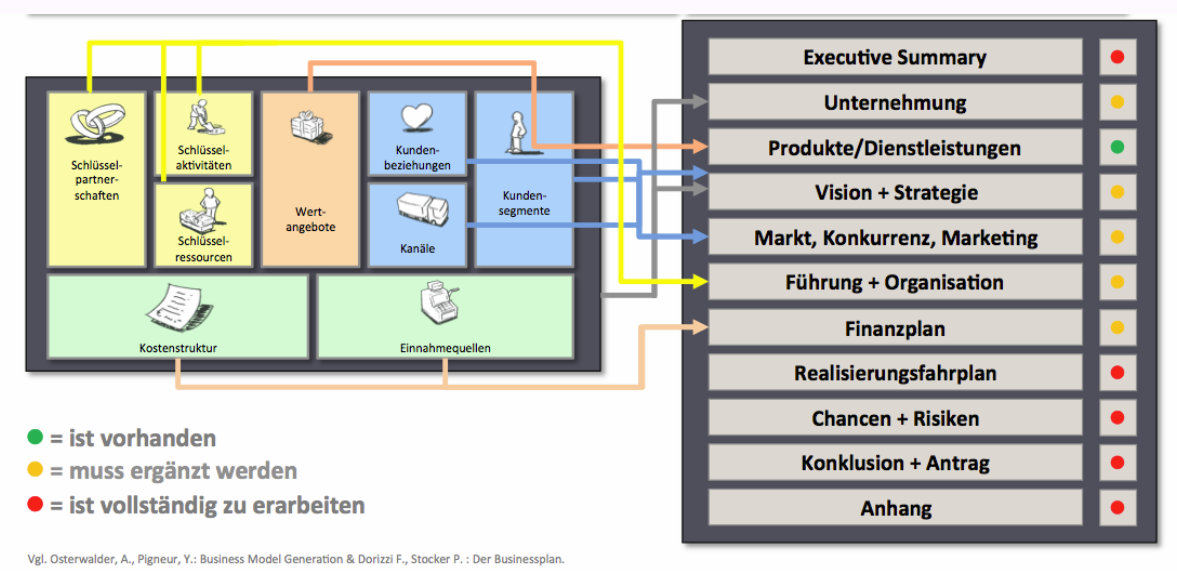 Schlüssel-
partner-
schaften
Schlüssel-
aktivitäten
Schlüssel-
ressourcen
Wert-
angebote
Kunden-
beziehungen
Kanäle
Kunden-
segmente
Kostenstruktur
Einnahmequellen
Executive Summary
Unternehmung
Produkte/Dienstleistungen
Vision + Strategie
Markt, Konkurrenz, Marketing
Führung + Organisation
Finanzplan
Realisierungsfahrplan
Chancen + Risiken
Konklusion + Antrag
Anhang
= ist vorhanden
= muss ergänzt werden
= ist vollständig zu erarbeiten
Vgl. Osterwalder, A., Pigneur, Y.: Business Model Generation & Dorizzi F., Stocker P. : Der Businessplan.